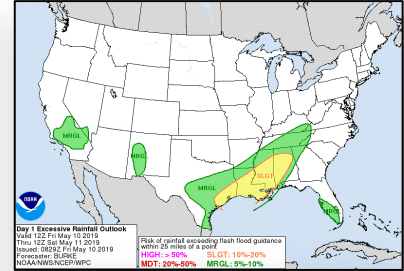 MRGL
MRGL
SLGT
MRGL
MRGL
NOAA
Day 1 Excessive Rainfall Outlook
Valid 12Z Fri May 10 2019
Thru 12Z Sat May 11 2019
Issued: 0829Z Fri May 10 2019
Forecaster: BURKE
NOAA/NWS/NCEP/WPC
Risk of rainfall exceeding flash flood guidance
within 25 miles of a point
HIGH: > 50% SLGT: 10%-20%
MDT: 20%-50% MRGL: 5%-10%